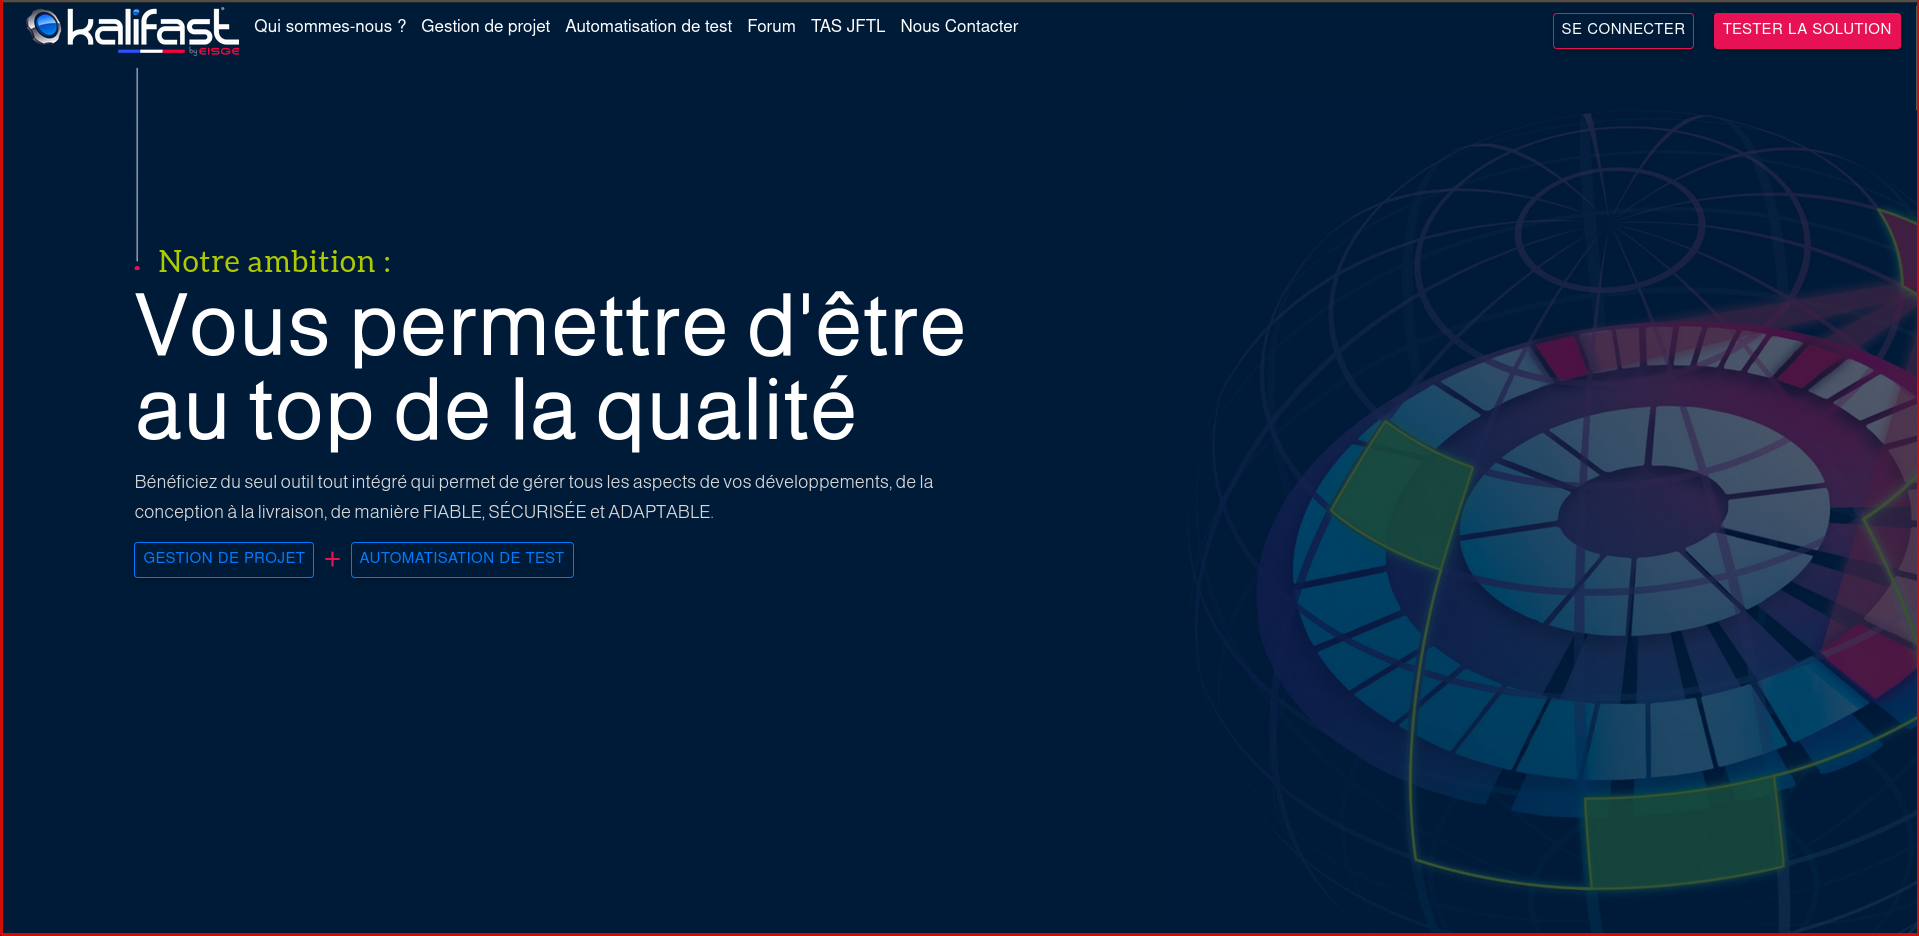 kalifast
by EISGE
Qui sommes-nous ? Gestion de projet Automatisation de test Forum TAS JFTL Nous Contacter
SE CONNECTER TESTER LA SOLUTION
Notre ambition :
Vous permettre d'être
au top de la qualité
Bénéficiez du seul outil tout intégré qui permet de gérer tous les aspects de vos développements, de la
conception à la livraison, de manière FIABLE, SÉCURISÉE et ADAPTABLE.
GESTION DE PROJET + AUTOMATISATION DE TEST